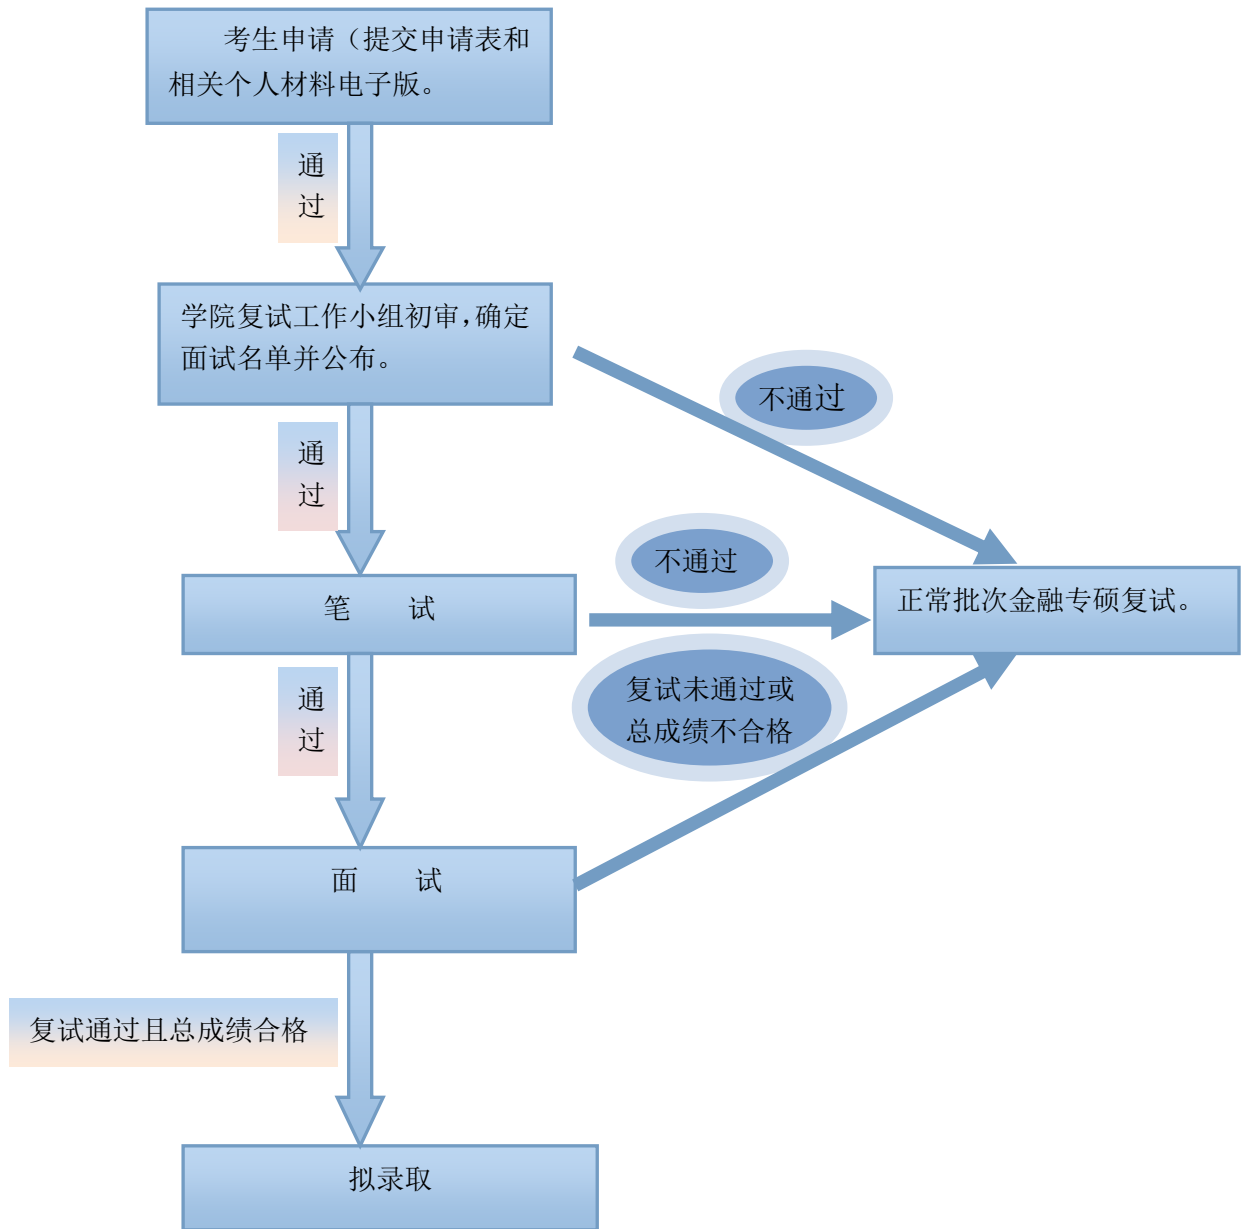 考生申请（提交申请表和
相关个人材料电子版。
通
过
学院复试工作小组初审，确定
面试名单并公布。
不通过
通
过
不通过
笔 试
正常批次金融专硕复试。
复试未通过或
总成绩不合格
通
过
面 试
复试通过且总成绩合格
拟录取